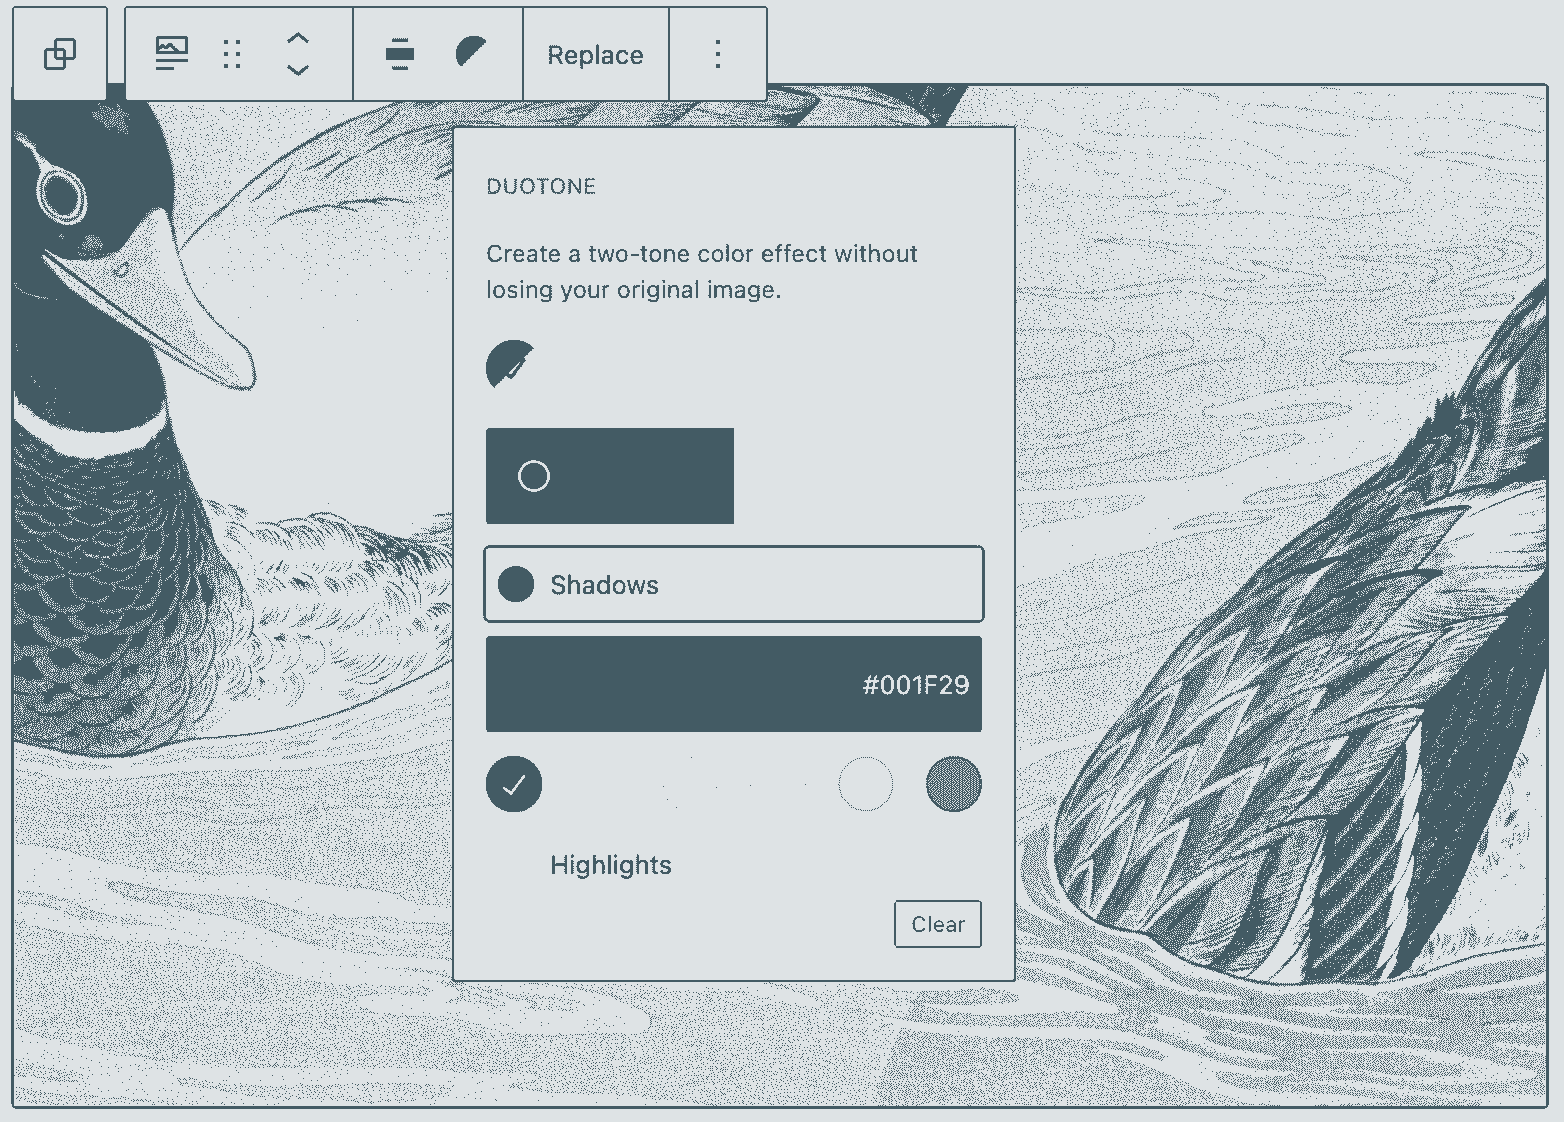 Replace
DUOTONE
Create a two-tone color effect without
losing your original image.
Shadows
#001F29
Highlights
Clear